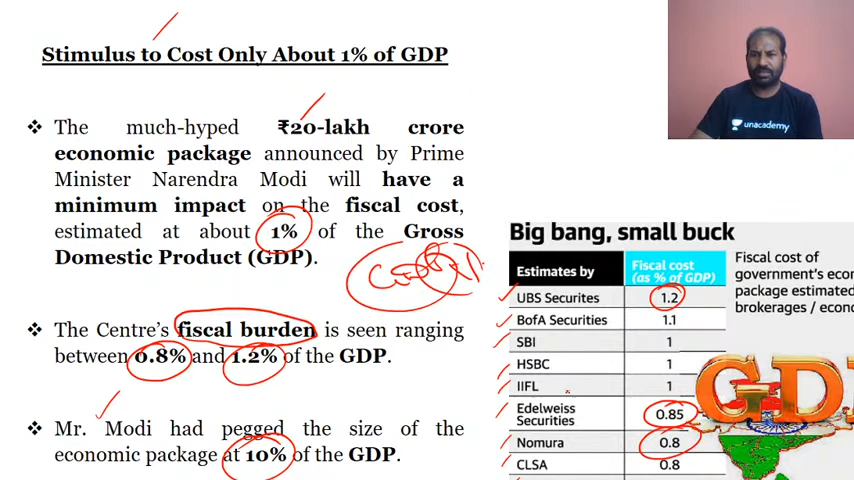 Stimulus to Cost Only About 1% of GDP
❖ The much-hyped ₹20-lakh crore
economic package announced by Prime
Minister Narendra Modi will have a
minimum impact on the fiscal cost,
estimated at about 1% of the Gross
Domestic Product (GDP).
❖ The Centre's fiscal burden is seen ranging
between 0.8% and 1.2% of the GDP.
❖ Mr. Modi had pegged the size of the
economic package at 10% of the GDP.
unacademy
Big bang, small buck
Estimates by Fiscal cost
(as % of GDP)
UBS Securites 1.2
BofA Securities 1.1
SBI 1
HSBC 1
IIFL 1
Edelweiss
Securities 0.85
Nomura 0.8
CLSA 0.8
Fiscal cost of
government's
package estimated
brokerages /
GD